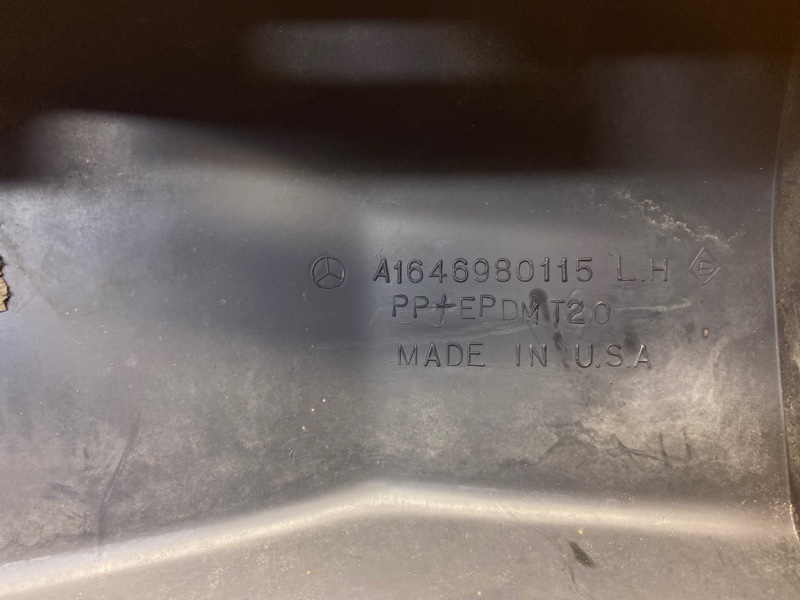 A1646980115 L.H
PP+EPDM T20
MADE IN U.S.A